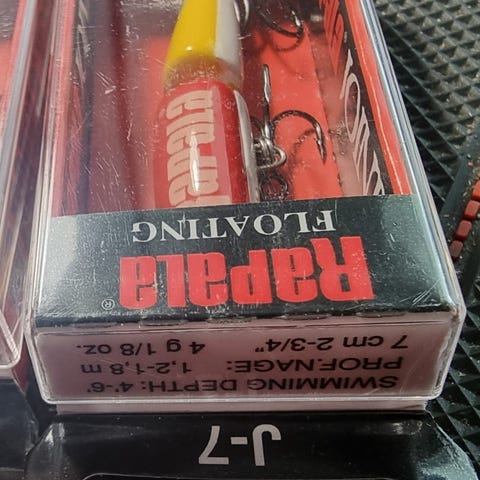 J-7
SWIMMING DEPTH: 4'-6'
PROF.NAGE: 1,2-1,8 m
7 cm 2-3/4" 4 g 1/8 oz.
RAPALA®
FLOATING